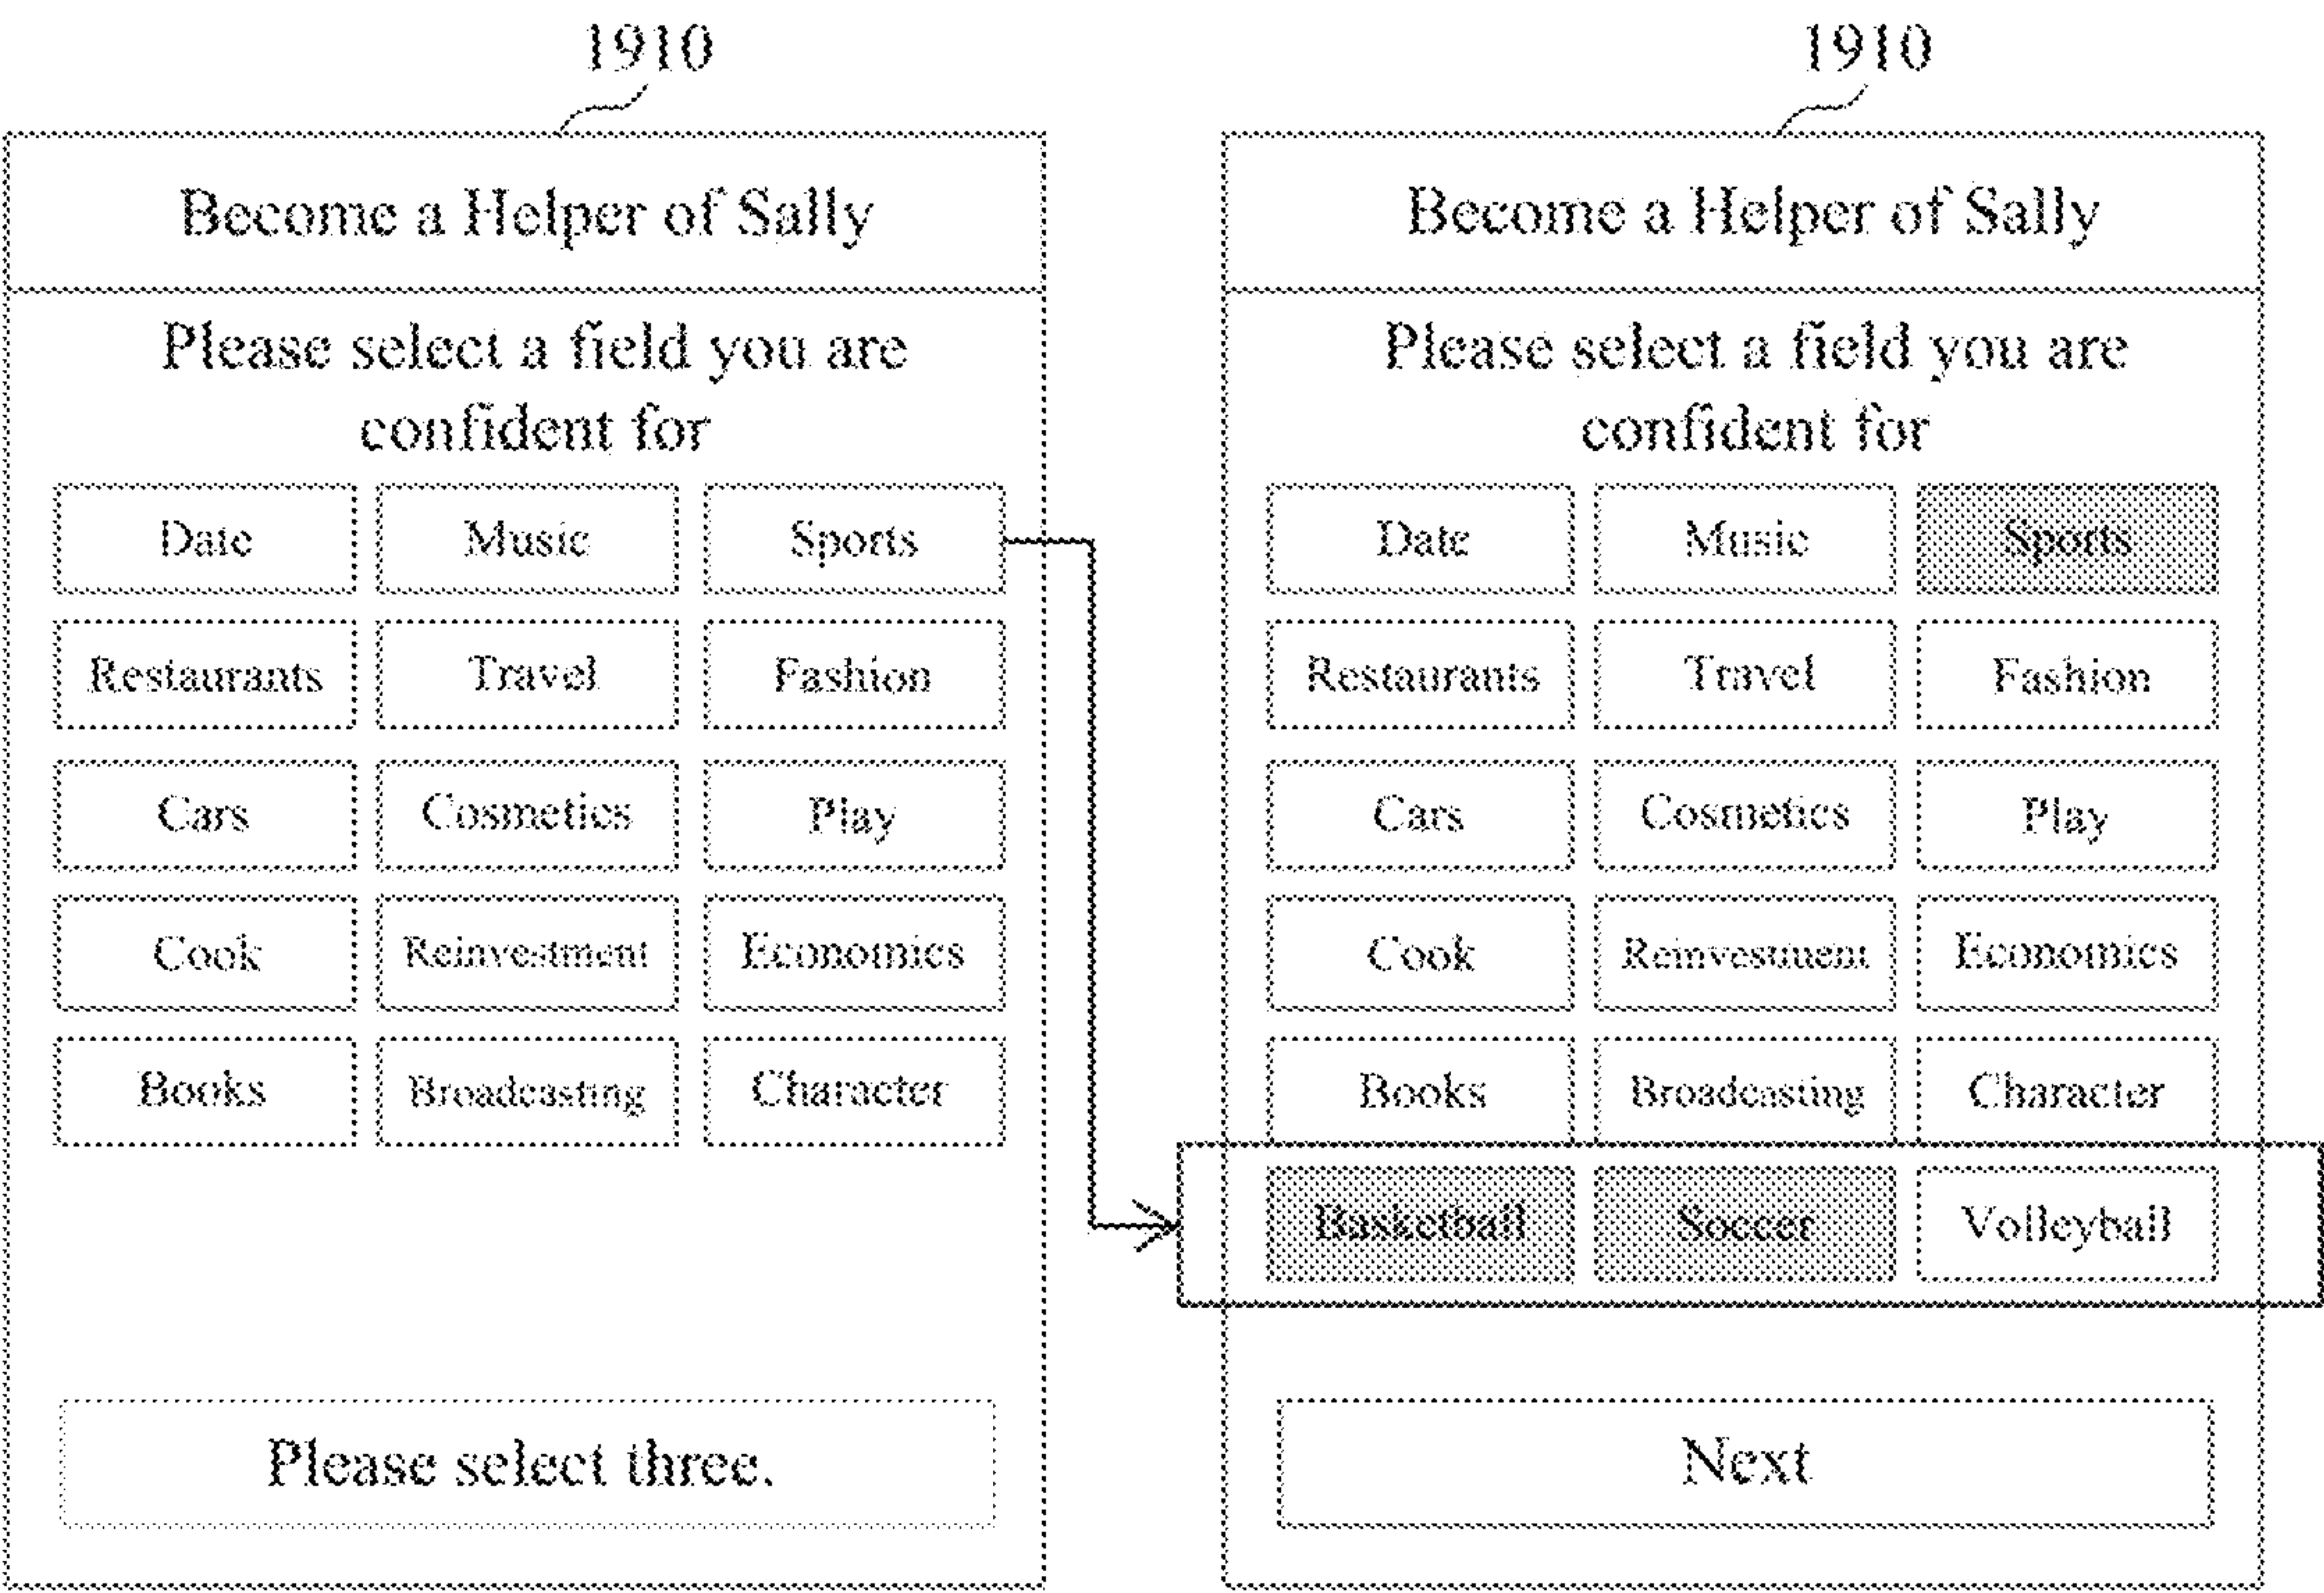 1910
Become a Helper of Sally
Please select a field you are
confident for
Date Music Sports
Restaurants Travel Fashion
Cars Cosmetics Play
Cook Reinvestment Economics
Books Broadcasting Character
Please select three.
1910
Become a Helper of Sally
Please select a field you are
confident for
Date Music Sports
Restaurants Travel Fashion
Cars Cosmetics Play
Cook Reinvestment Economics
Books Broadcasting Character
Basketball Soccer Volleyball
Next